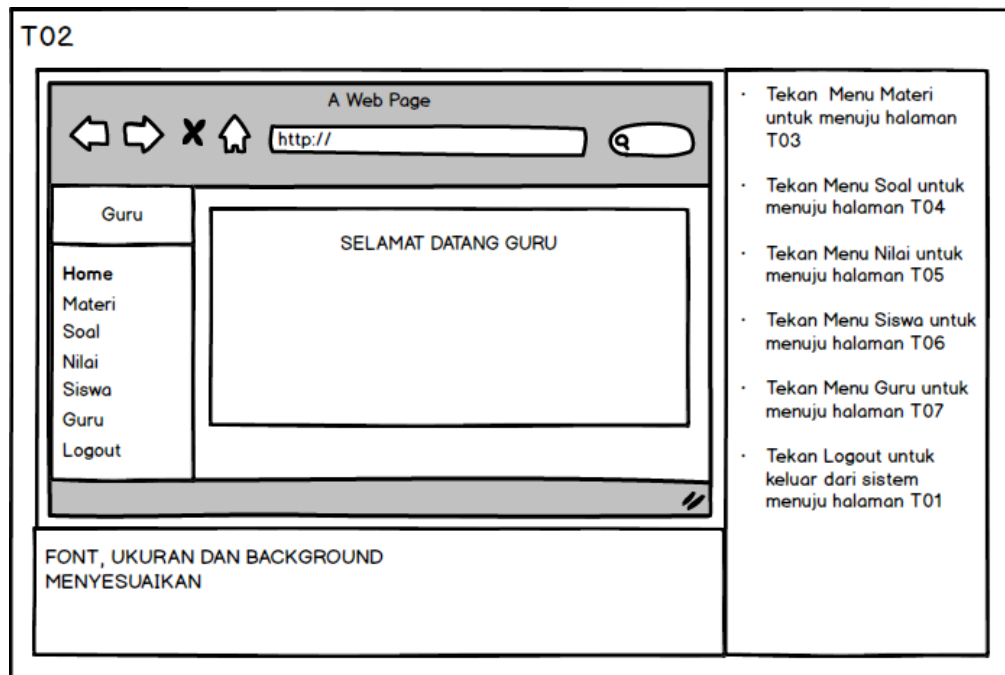 T02
A Web Page
http://
Guru
Home
Materi
Soal
Nilai
Siswa
Guru
Logout
SELAMAT DATANG GURU
· Tekan Menu Materi
untuk menuju halaman
T03
· Tekan Menu Soal untuk
menuju halaman T04
· Tekan Menu Nilai untuk
menuju halaman T05
· Tekan Menu Siswa untuk
menuju halaman T06
· Tekan Menu Guru untuk
menuju halaman T07
· Tekan Logout untuk
keluar dari sistem
menuju halaman T01
FONT, UKURAN DAN BACKGROUND
MENYESUAIKAN